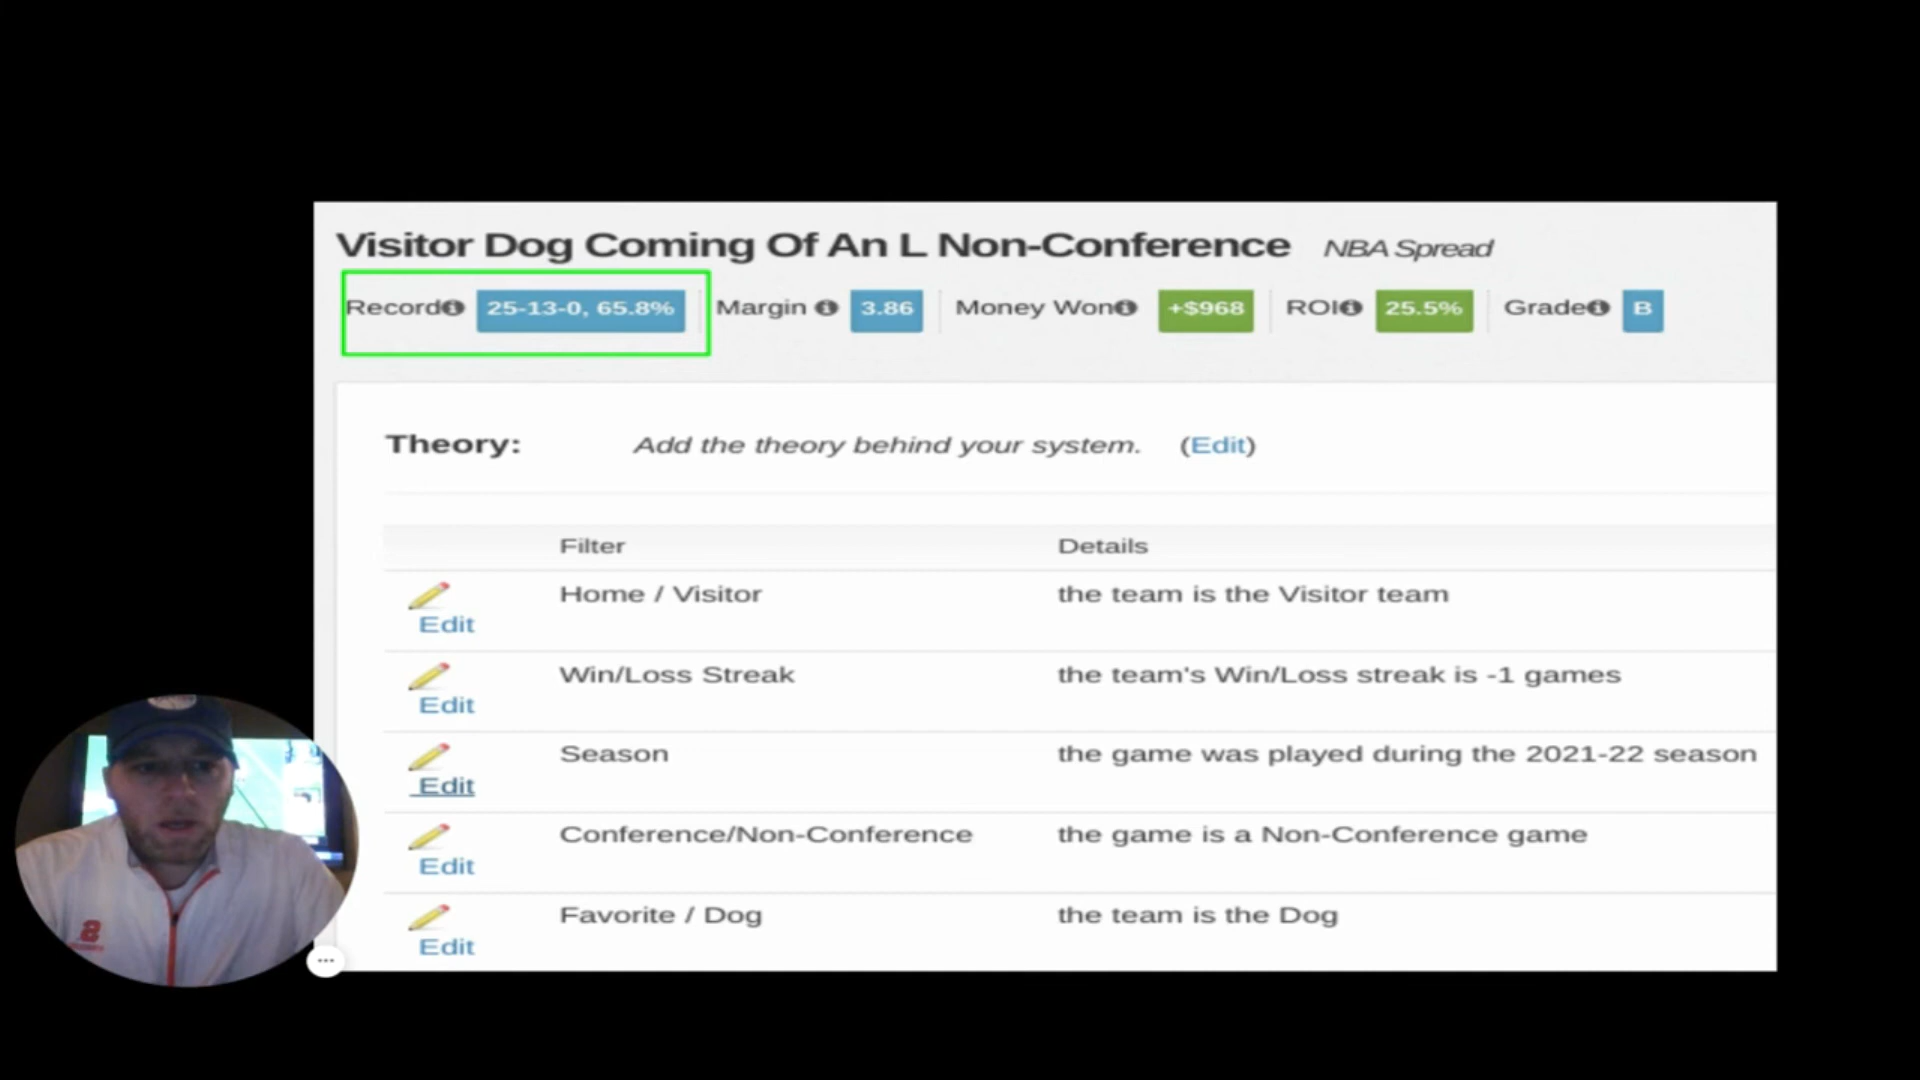 Visitor Dog Coming Of An L Non-Conference NBA Spread
Record 25-13-0, 65.8% Margin 3.86 Money Won +$968 ROI 25.5% Grade B
Theory: Add the theory behind your system. (Edit)
Filter Details
Home / Visitor the team is the Visitor team
Edit
Win/Loss Streak the team's Win/Loss streak is -1 games
Edit
Season the game was played during the 2021-22 season
Edit
Conference/Non-Conference the game is a Non-Conference game
Edit
Favorite / Dog the team is the Dog
Edit